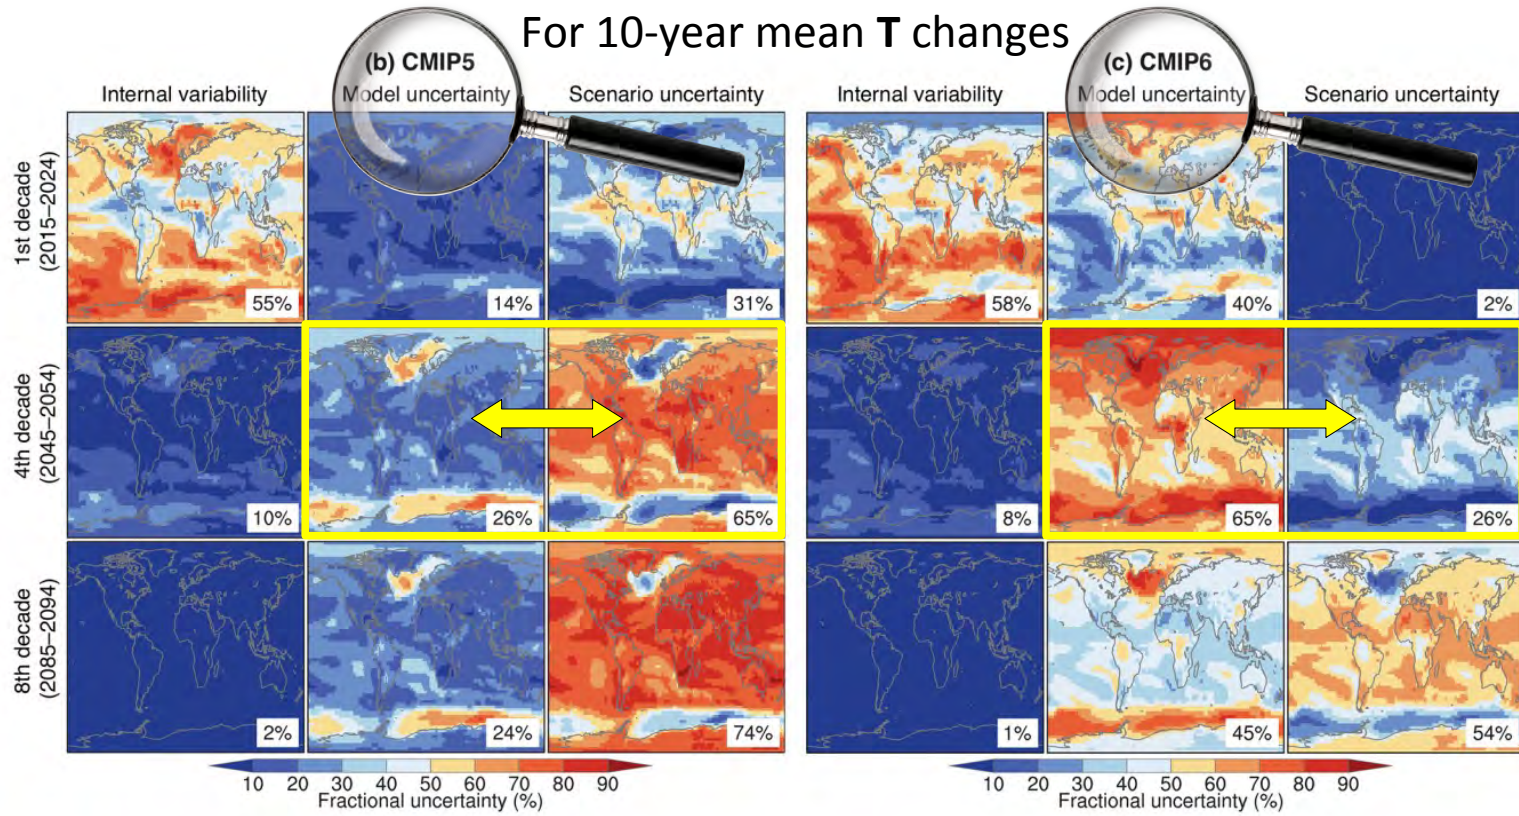 For 10-year mean T changes
(b) CMIP5
(c) CMIP6
Internal variability
Model uncertainty
Scenario uncertainty
Internal variability
Model uncertainty
Scenario uncertainty
1st decade
(2015–2024)
55%
14%
31%
58%
40%
2%
4th decade
(2045–2054)
10%
26%
65%
8%
65%
26%
8th decade
(2085–2094)
2%
24%
74%
1%
45%
54%
10 20 30 40 50 60 70 80 90
Fractional uncertainty (%)
10 20 30 40 50 60 70 80 90
Fractional uncertainty (%)